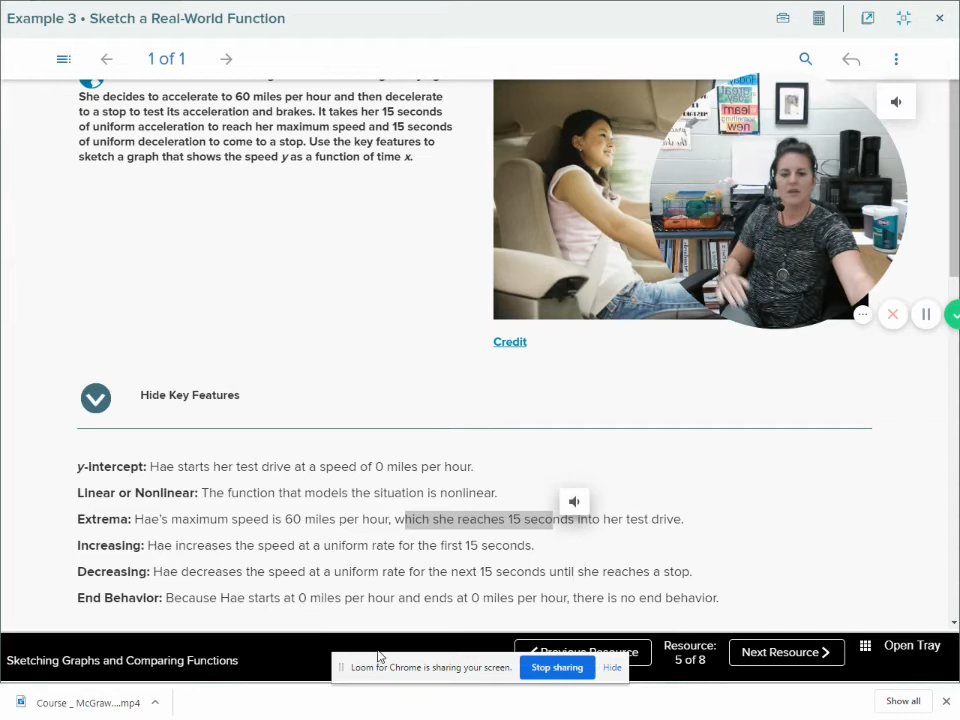 Example 3 • Sketch a Real-World Function
1 of 1
She decides to accelerate to 60 miles per hour and then decelerate
to a stop to test its acceleration and brakes. It takes her 15 seconds
of uniform acceleration to reach her maximum speed and 15 seconds
of uniform deceleration to come to a stop. Use the key features to
sketch a graph that shows the speed y as a function of time x.
today
great
day
learn
something
new
Credit
Hide Key Features
y-Intercept: Hae starts her test drive at a speed of 0 miles per hour.
Linear or Nonlinear: The function that models the situation is nonlinear.
Extrema: Hae's maximum speed is 60 miles per hour, which she reaches 15 seconds into her test drive.
Increasing: Hae increases the speed at a uniform rate for the first 15 seconds.
Decreasing: Hae decreases the speed at a uniform rate for the next 15 seconds until she reaches a stop.
End Behavior: Because Hae starts at 0 miles per hour and ends at 0 miles per hour, there is no end behavior.
Sketching Graphs and Comparing Functions
Previous Resource
Resource:
5 of 8
Next Resource
Open Tray
Loom for Chrome is sharing your screen.
Stop sharing
Hide
Course _ McGraw....mp4
Show all